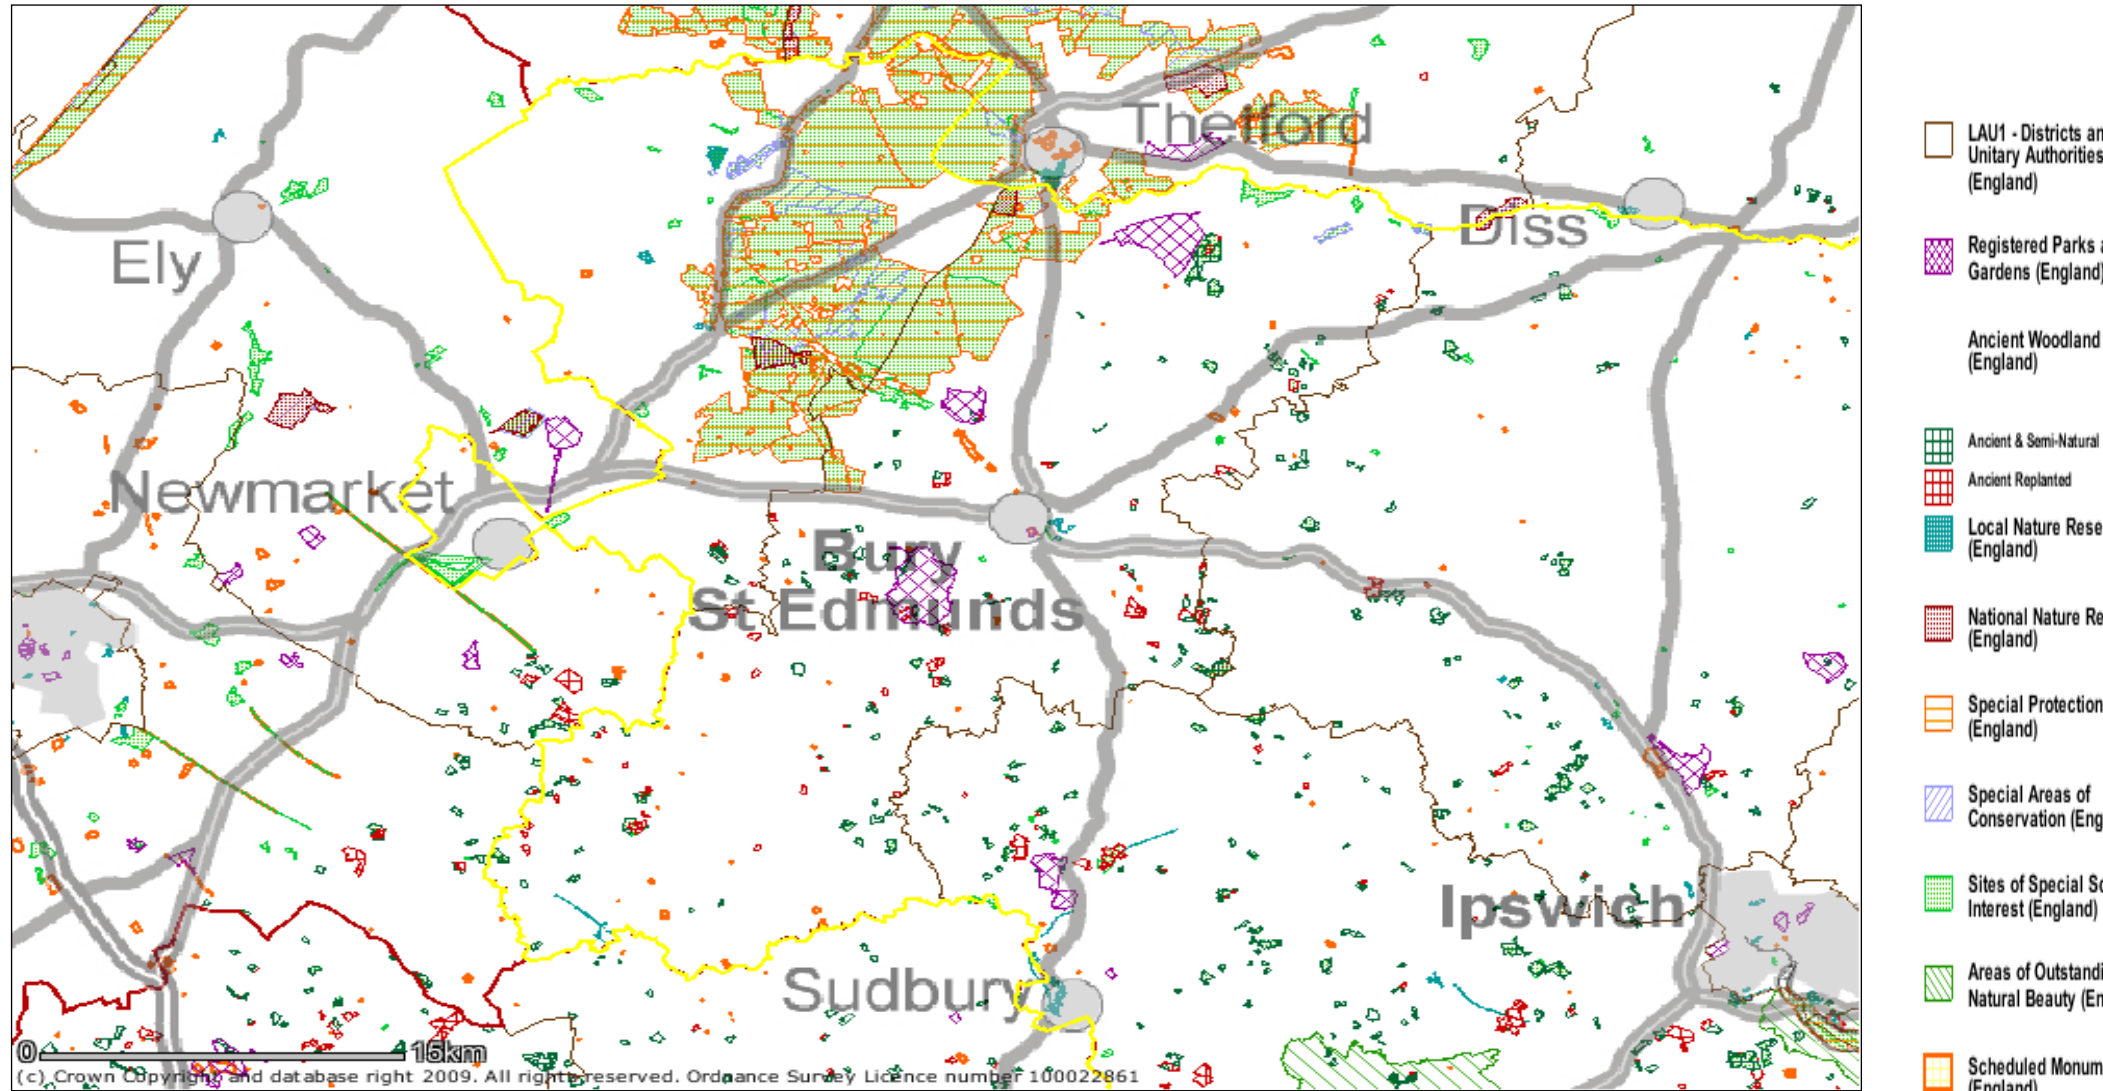 Thetford
Diss
Ely
Newmarket
Bury
St Edmunds
Ipswich
Sudbury
0 15km
(c) Crown Copyright and database right 2009. All rights reserved. Ordnance Survey Licence number 100022861
LAU1 - Districts an
Unitary Authorities
(England)
Registered Parks a
Gardens (England)
Ancient Woodland
(England)
Ancient & Semi-Natural
Ancient Replanted
Local Nature Rese
(England)
National Nature Re
(England)
Special Protection
(England)
Special Areas of
Conservation (Eng
Sites of Special Sc
Interest (England)
Areas of Outstandi
Natural Beauty (En
Scheduled Monum
(England)